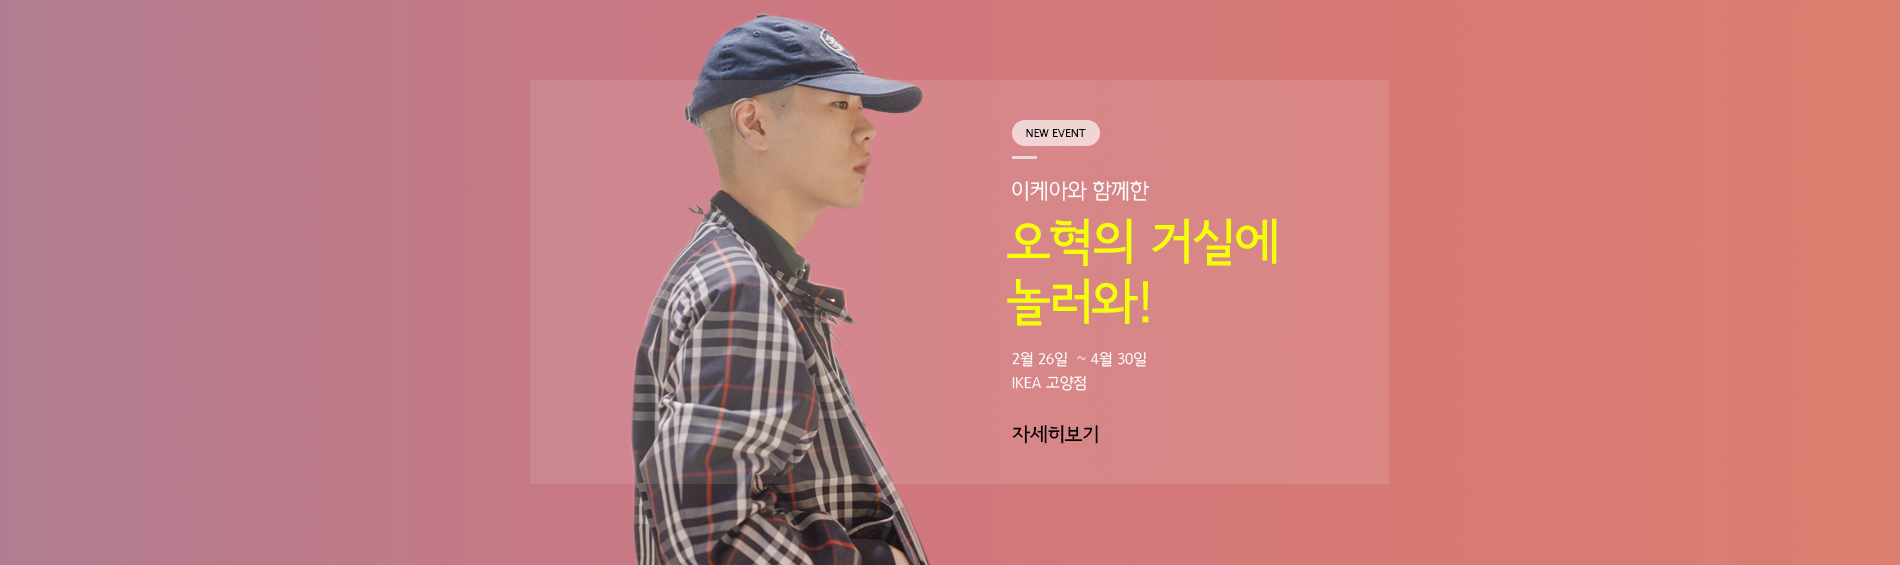 NEW EVENT
이케아와 함께한
오혁의 거실에
놀러와!
2월 26일 ~ 4월 30일
IKEA 고양점
자세히보기